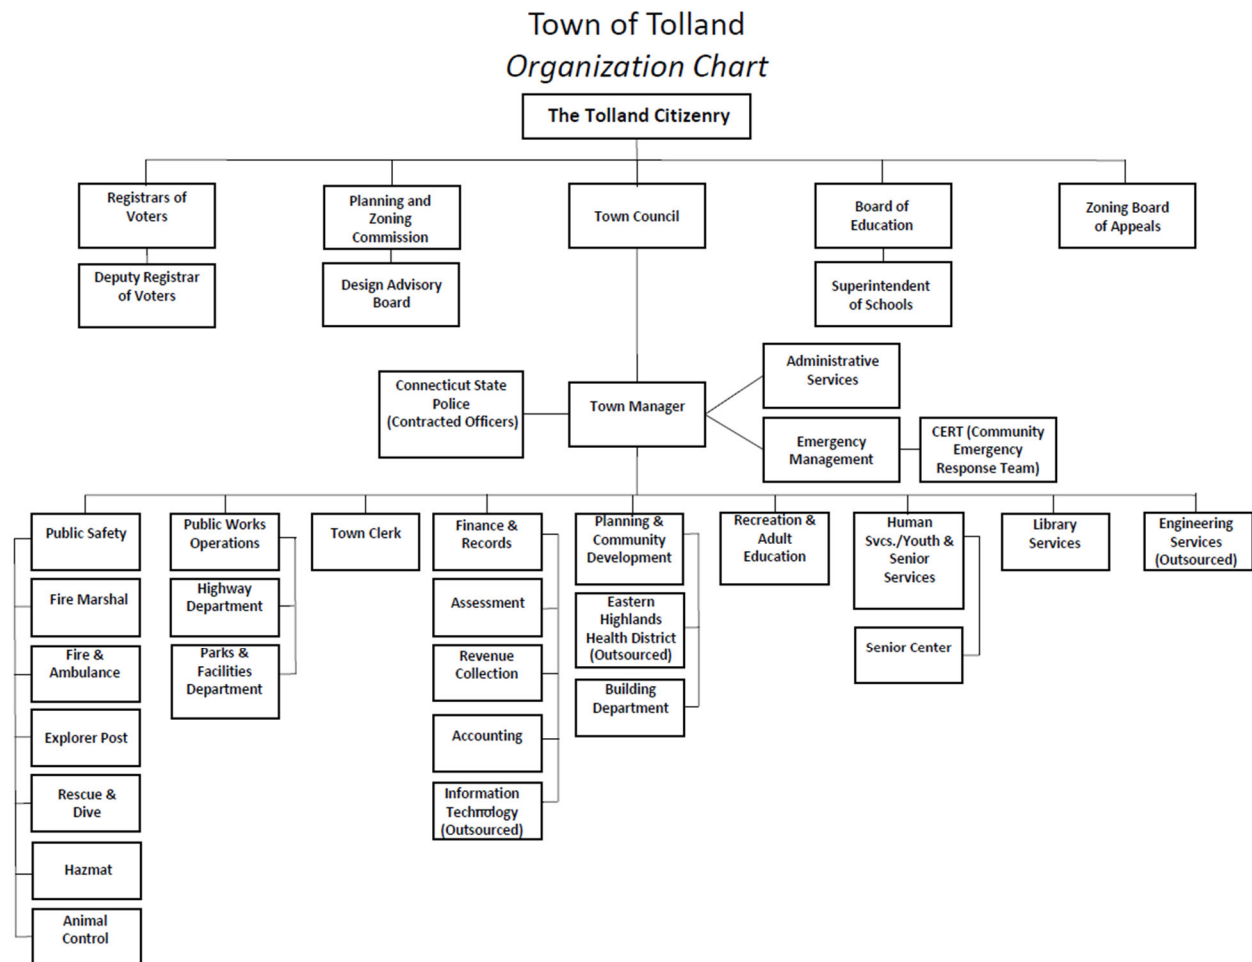 Town of Tolland
Organization Chart
The Tolland Citizenry
Registrars of
Voters
Planning and
Zoning
Commission
Town Council
Board of
Education
Zoning Board
of Appeals
Deputy Registrar
of Voters
Design Advisory
Board
Superintendent
of Schools
Connecticut State
Police
(Contracted Officers)
Town Manager
Administrative
Services
Emergency
Management
CERT (Community
Emergency
Response Team)
Public Safety
Public Works
Operations
Town Clerk
Finance &
Records
Planning &
Community
Development
Recreation &
Adult
Education
Human
Svcs./Youth &
Senior
Services
Library
Services
Engineering
Services
(Outsourced)
Fire Marshal
Highway
Department
Assessment
Eastern
Highlands
Health District
(Outsourced)
Senior Center
Fire &
Ambulance
Parks &
Facilities
Department
Revenue
Collection
Building
Department
Explorer Post
Accounting
Rescue &
Dive
Information
Technology
(Outsourced)
Hazmat
Animal
Control